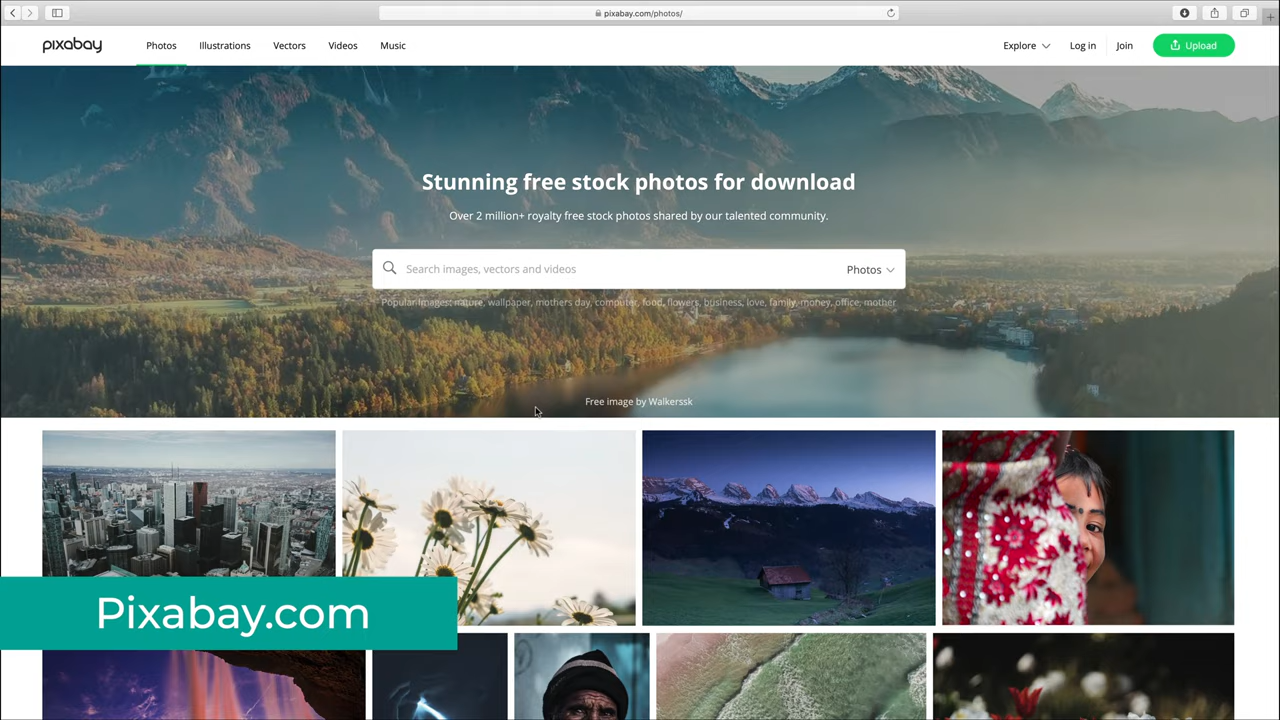 pixabay.com/photos/
pixabay
Photos
Illustrations
Vectors
Videos
Music
Explore
Log in
Join
Upload
Stunning free stock photos for download
Over 2 million+ royalty free stock photos shared by our talented community.
Search images, vectors and videos
Photos
Popular Images: nature, wallpaper, mothers day, computer, food, flowers, business, love, family, money, office, mother
Free image by Walkerssk
Pixabay.com